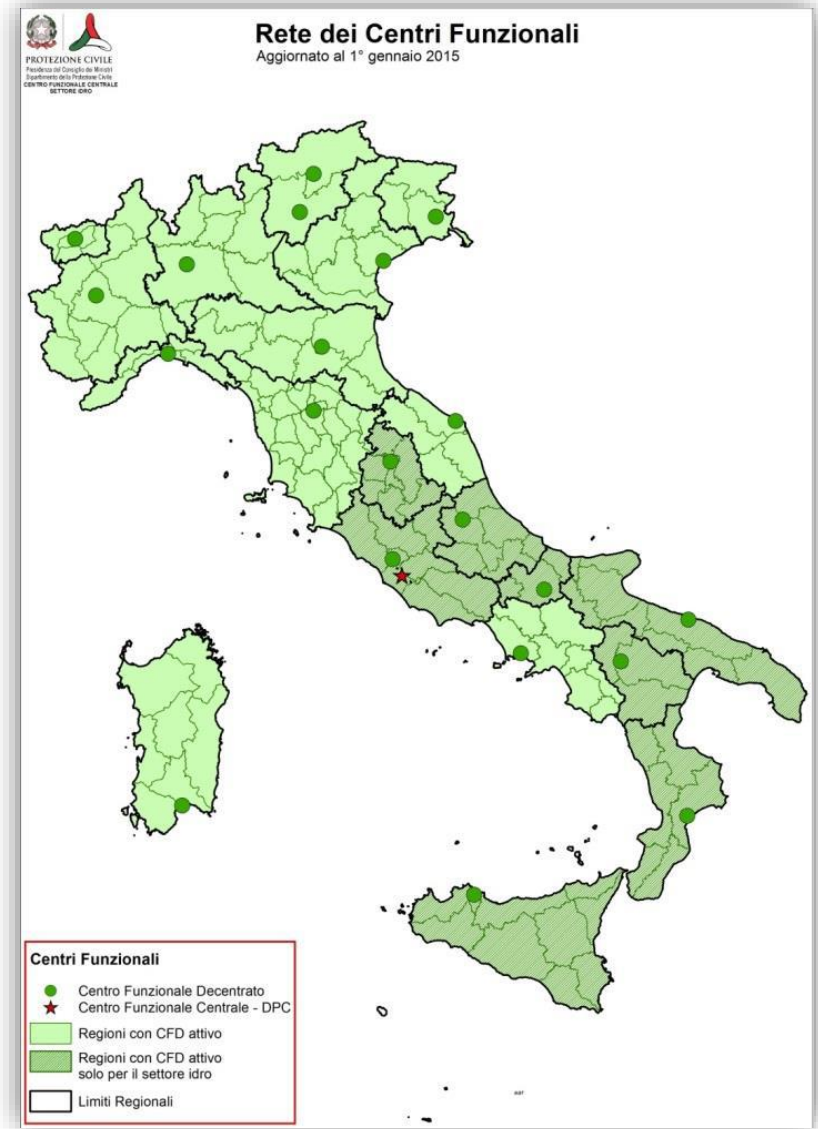 Rete dei Centri Funzionali
Aggiornato al 1° gennaio 2015
PROTEZIONE CIVILE
Presidenza del Consiglio dei Ministri
Dipartimento della Protezione Civile
CENTRO FUNZIONALE CENTRALE
SETTORE IDRO
Centri Funzionali
Centro Funzionale Decentrato
Centro Funzionale Centrale - DPC
Regioni con CFD attivo
Regioni con CFD attivo
solo per il settore idro
Limiti Regionali